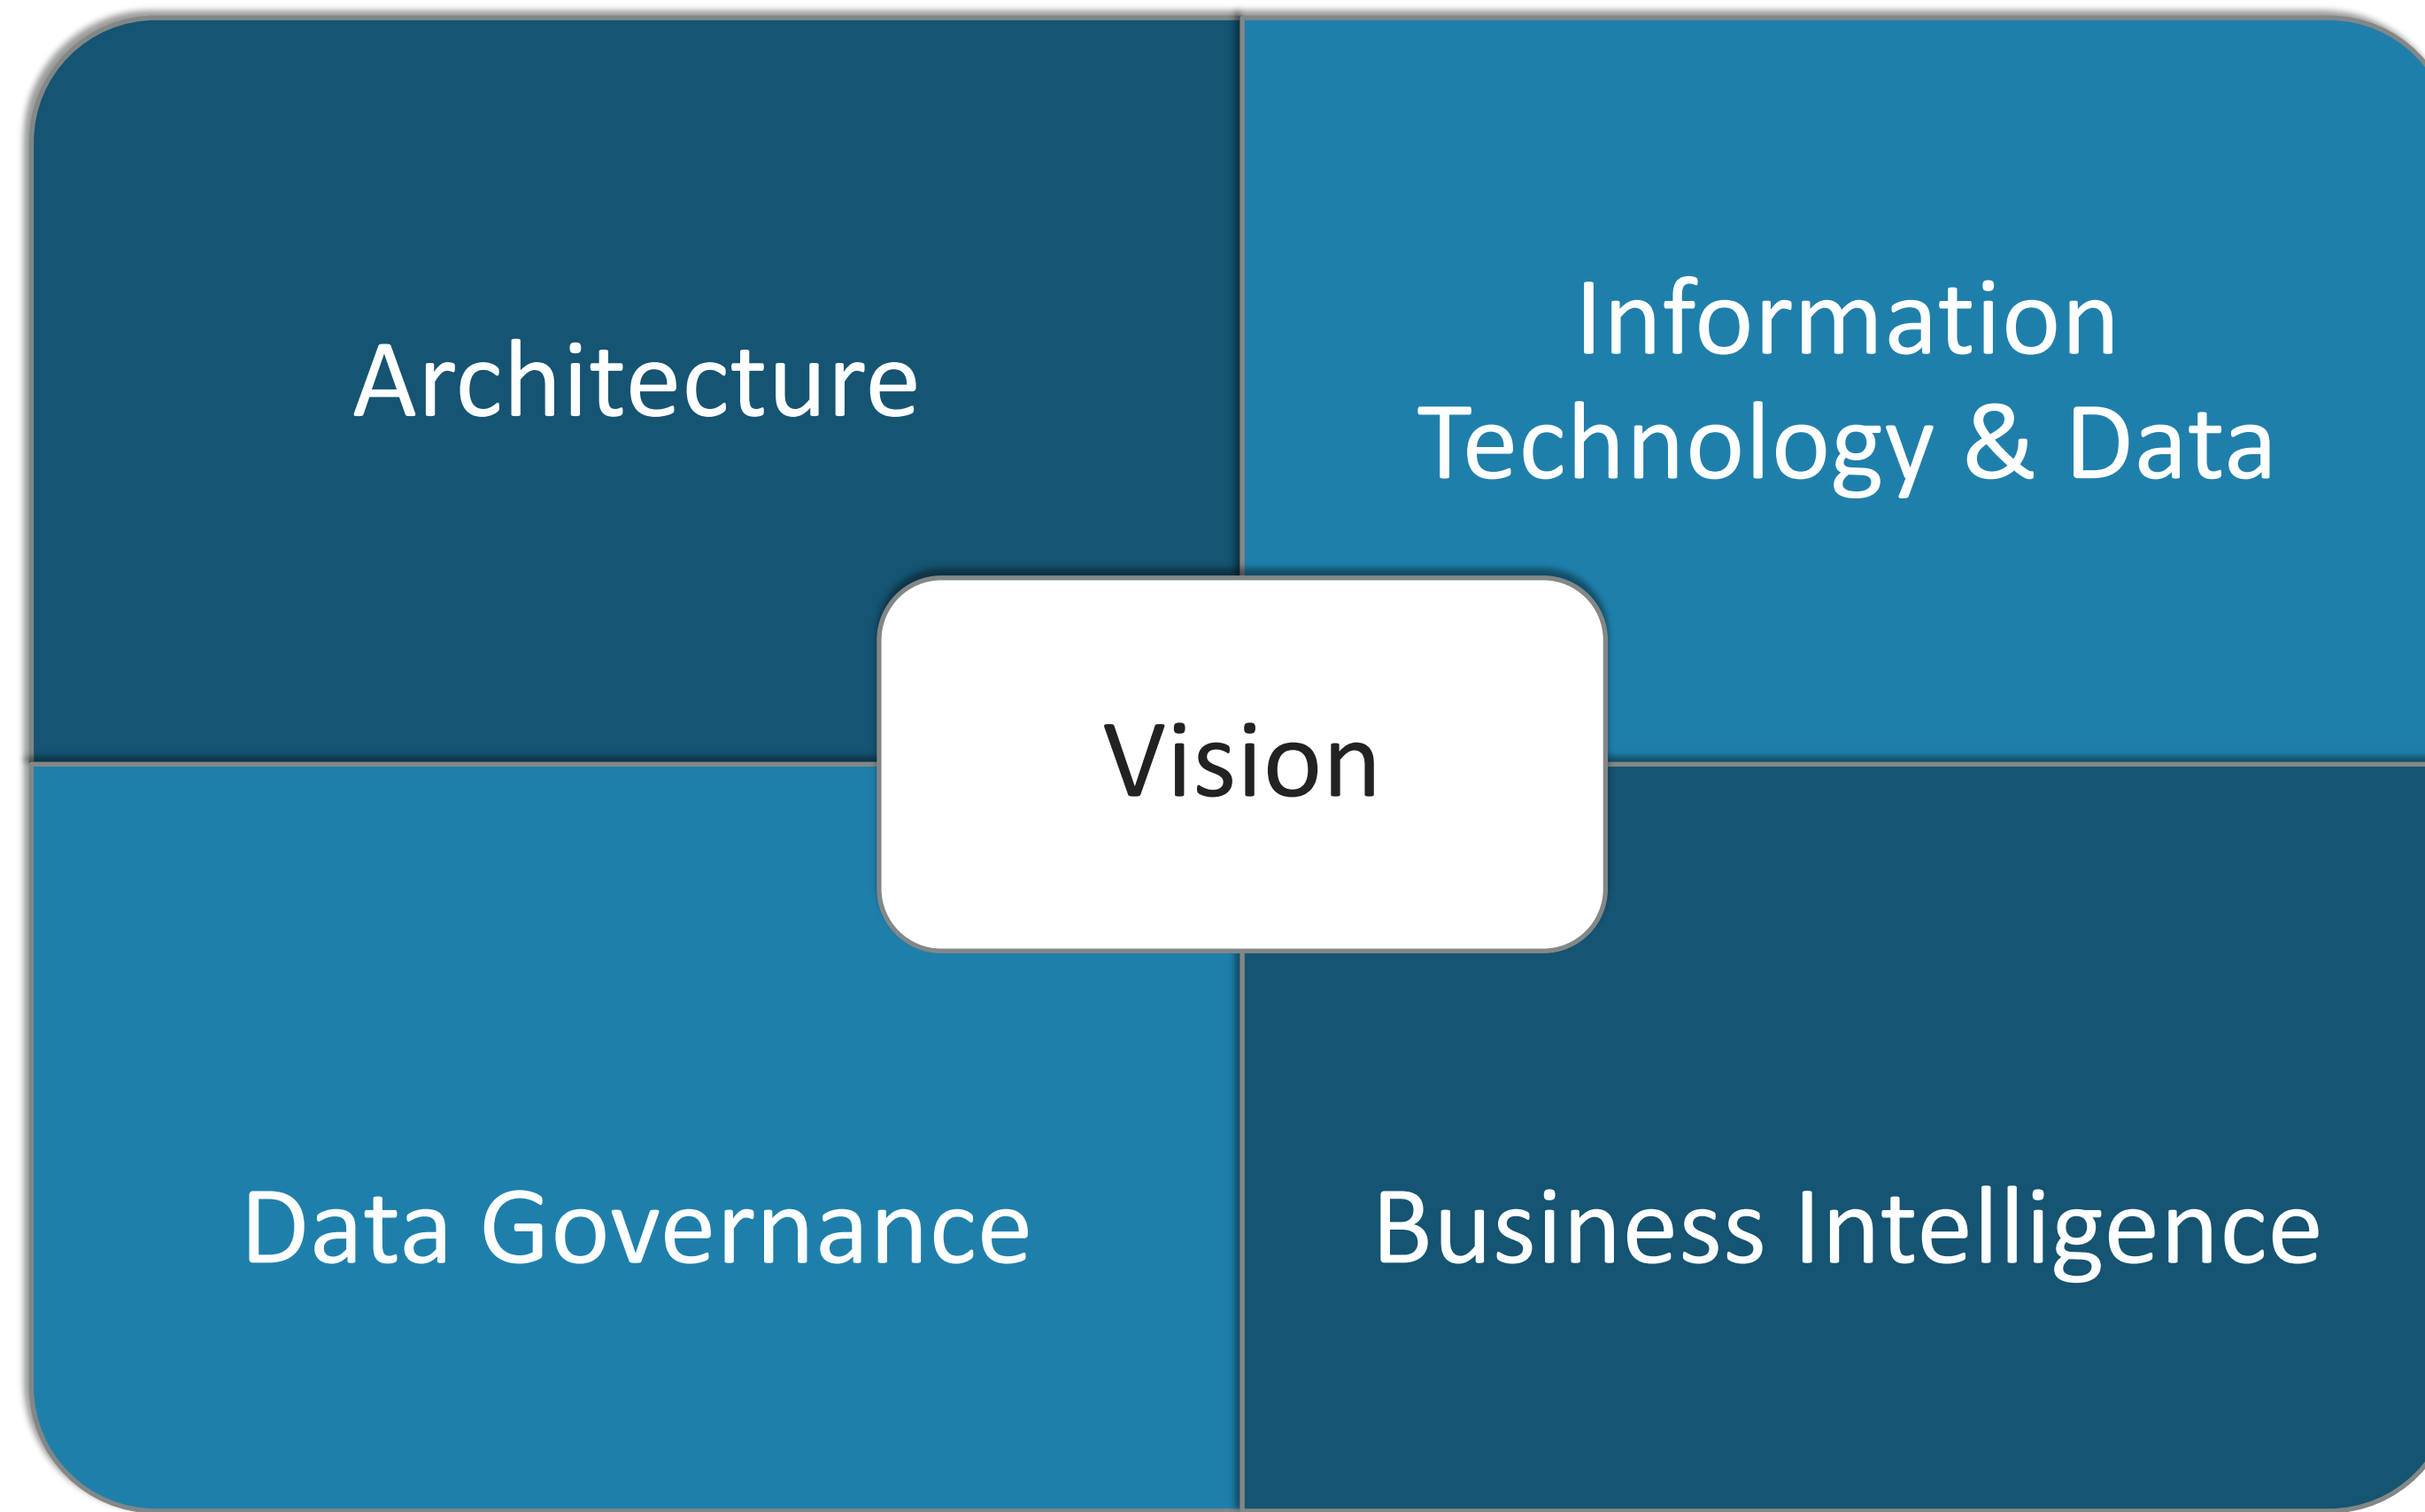 Architecture
Information
Technology & Data
Vision
Data Governance
Business Intelligence